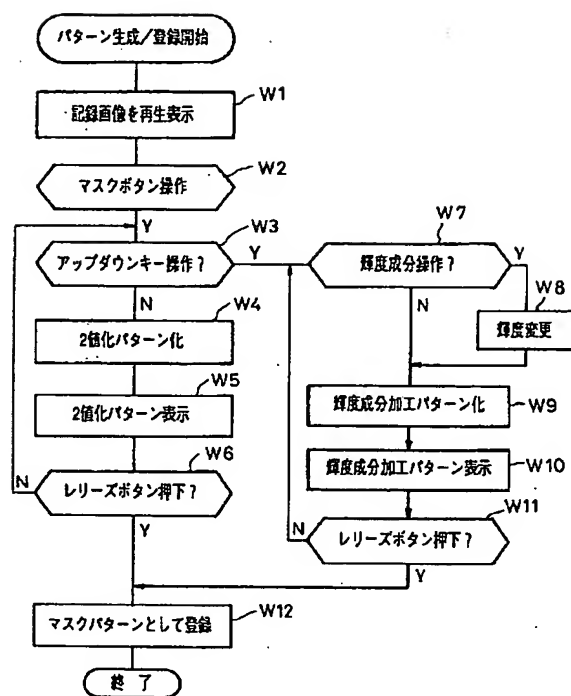 パターン生成/登録開始
W1
記録画像を再生表示
W2
マスクボタン操作
Y
W3
アップダウンキー操作?
Y
N
W4
2値化パターン化
W5
2値化パターン表示
W6
N
レリーズボタン押下?
Y
W7
輝度成分操作?
Y
N
W8
輝度変更
輝度成分加工パターン化
W9
輝度成分加工パターン表示
W10
W11
N
レリーズボタン押下?
Y
W12
マスクパターンとして登録
終了